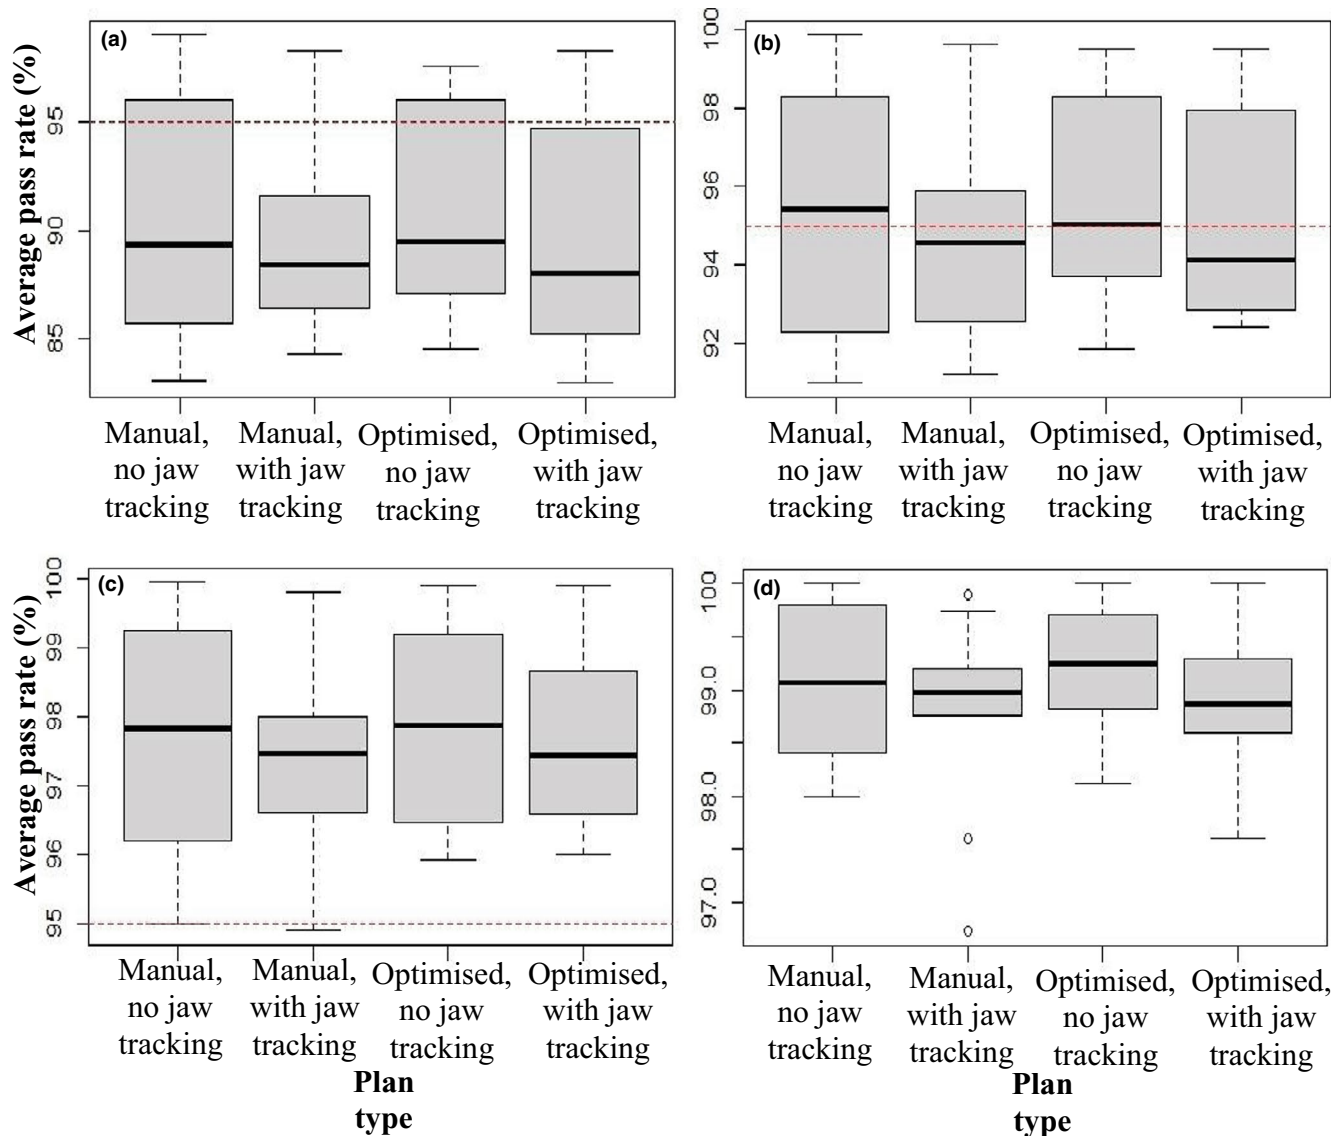 (a)
Average pass rate (%)
95
90
85
Manual,
no jaw
tracking
Manual,
with jaw
tracking
Optimised,
no jaw
tracking
Optimised,
with jaw
tracking
(b)
100
98
96
94
92
Manual,
no jaw
tracking
Manual,
with jaw
tracking
Optimised,
no jaw
tracking
Optimised,
with jaw
tracking
(c)
Average pass rate (%)
100
99
98
97
96
95
Manual,
no jaw
tracking
Manual,
with jaw
tracking
Optimised,
no jaw
tracking
Optimised,
with jaw
tracking
Plan
type
(d)
100
99.0
98.0
97.0
Manual,
no jaw
tracking
Manual,
with jaw
tracking
Optimised,
no jaw
tracking
Optimised,
with jaw
tracking
Plan
type